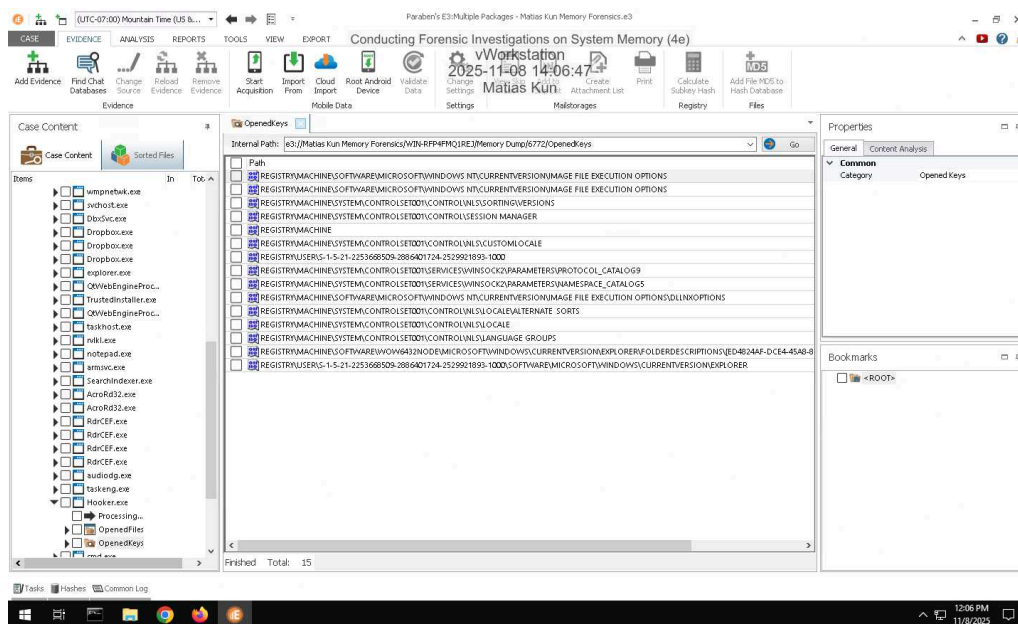 (UTC-07:00) Mountain Time (US &...
Paraben's E3:Multiple Packages - Matias Kun Memory Forensics.e3
CASE EVIDENCE ANALYSIS REPORTS TOOLS VIEW EXPORT
Conducting Forensic Investigations on System Memory (4e)
vWorkstation
2025-11-08 14:06:47
Matias Kun
Add Evidence
Find Chat Databases
Change Source
Reload Evidence
Remove Evidence
Evidence
Start Acquisition
Import From
Cloud Import
Root Android Device
Validate Data
Mobile Data
Change Settings
Settings
Create Attachment List
Print
Mailstorages
Calculate Subkey Hash
Registry
Add File MD5 to Hash Database
Files
Case Content
Case Content
Sorted Files
Items In Tot
wmpnetwk.exe
svchost.exe
DbxSvc.exe
Dropbox.exe
Dropbox.exe
Dropbox.exe
explorer.exe
QtWebEngineProc...
TrustedInstaller.exe
QtWebEngineProc...
taskhost.exe
nvlkl.exe
notepad.exe
armsvc.exe
SearchIndexer.exe
AcroRd32.exe
AcroRd32.exe
RdrCEF.exe
RdrCEF.exe
RdrCEF.exe
RdrCEF.exe
audiodg.exe
taskeng.exe
Hooker.exe
Processing...
OpenedFiles
OpenedKeys
cmd.exe
OpenedKeys
Internal Path: e3://Matias Kun Memory Forensics/WIN-RFP4FMQ1REJ/Memory Dump/6772/OpenedKeys Go
Path
REGISTRY\MACHINE\SOFTWARE\MICROSOFT\WINDOWS NT\CURRENTVERSION\IMAGE FILE EXECUTION OPTIONS
REGISTRY\MACHINE\SOFTWARE\MICROSOFT\WINDOWS NT\CURRENTVERSION\IMAGE FILE EXECUTION OPTIONS
REGISTRY\MACHINE\SYSTEM\CONTROLSET001\CONTROL\NLS\SORTING\VERSIONS
REGISTRY\MACHINE\SYSTEM\CONTROLSET001\CONTROL\SESSION MANAGER
REGISTRY\MACHINE
REGISTRY\MACHINE\SYSTEM\CONTROLSET001\CONTROL\NLS\CUSTOMLOCALE
REGISTRY\USER\S-1-5-21-2253668509-2886401724-2529921893-1000
REGISTRY\MACHINE\SYSTEM\CONTROLSET001\SERVICES\WINSOCK2\PARAMETERS\PROTOCOL_CATALOG9
REGISTRY\MACHINE\SYSTEM\CONTROLSET001\SERVICES\WINSOCK2\PARAMETERS\NAMESPACE_CATALOG5
REGISTRY\MACHINE\SOFTWARE\MICROSOFT\WINDOWS NT\CURRENTVERSION\IMAGE FILE EXECUTION OPTIONS\DLLNXOPTIONS
REGISTRY\MACHINE\SYSTEM\CONTROLSET001\CONTROL\NLS\LOCALE\ALTERNATE SORTS
REGISTRY\MACHINE\SYSTEM\CONTROLSET001\CONTROL\NLS\LOCALE
REGISTRY\MACHINE\SYSTEM\CONTROLSET001\CONTROL\NLS\LANGUAGE GROUPS
REGISTRY\MACHINE\SOFTWARE\WOW6432NODE\MICROSOFT\WINDOWS\CURRENTVERSION\EXPLORER\FOLDERDESCRIPTIONS\{ED4824AF-DCE4-45A8-8
REGISTRY\USER\S-1-5-21-2253668509-2886401724-2529921893-1000\SOFTWARE\MICROSOFT\WINDOWS\CURRENTVERSION\EXPLORER
Finished Total: 15
Properties
General Content Analysis
Common
Category Opened Keys
Bookmarks
<ROOT>
Tasks Hashes Common Log
12:06 PM
11/8/2025